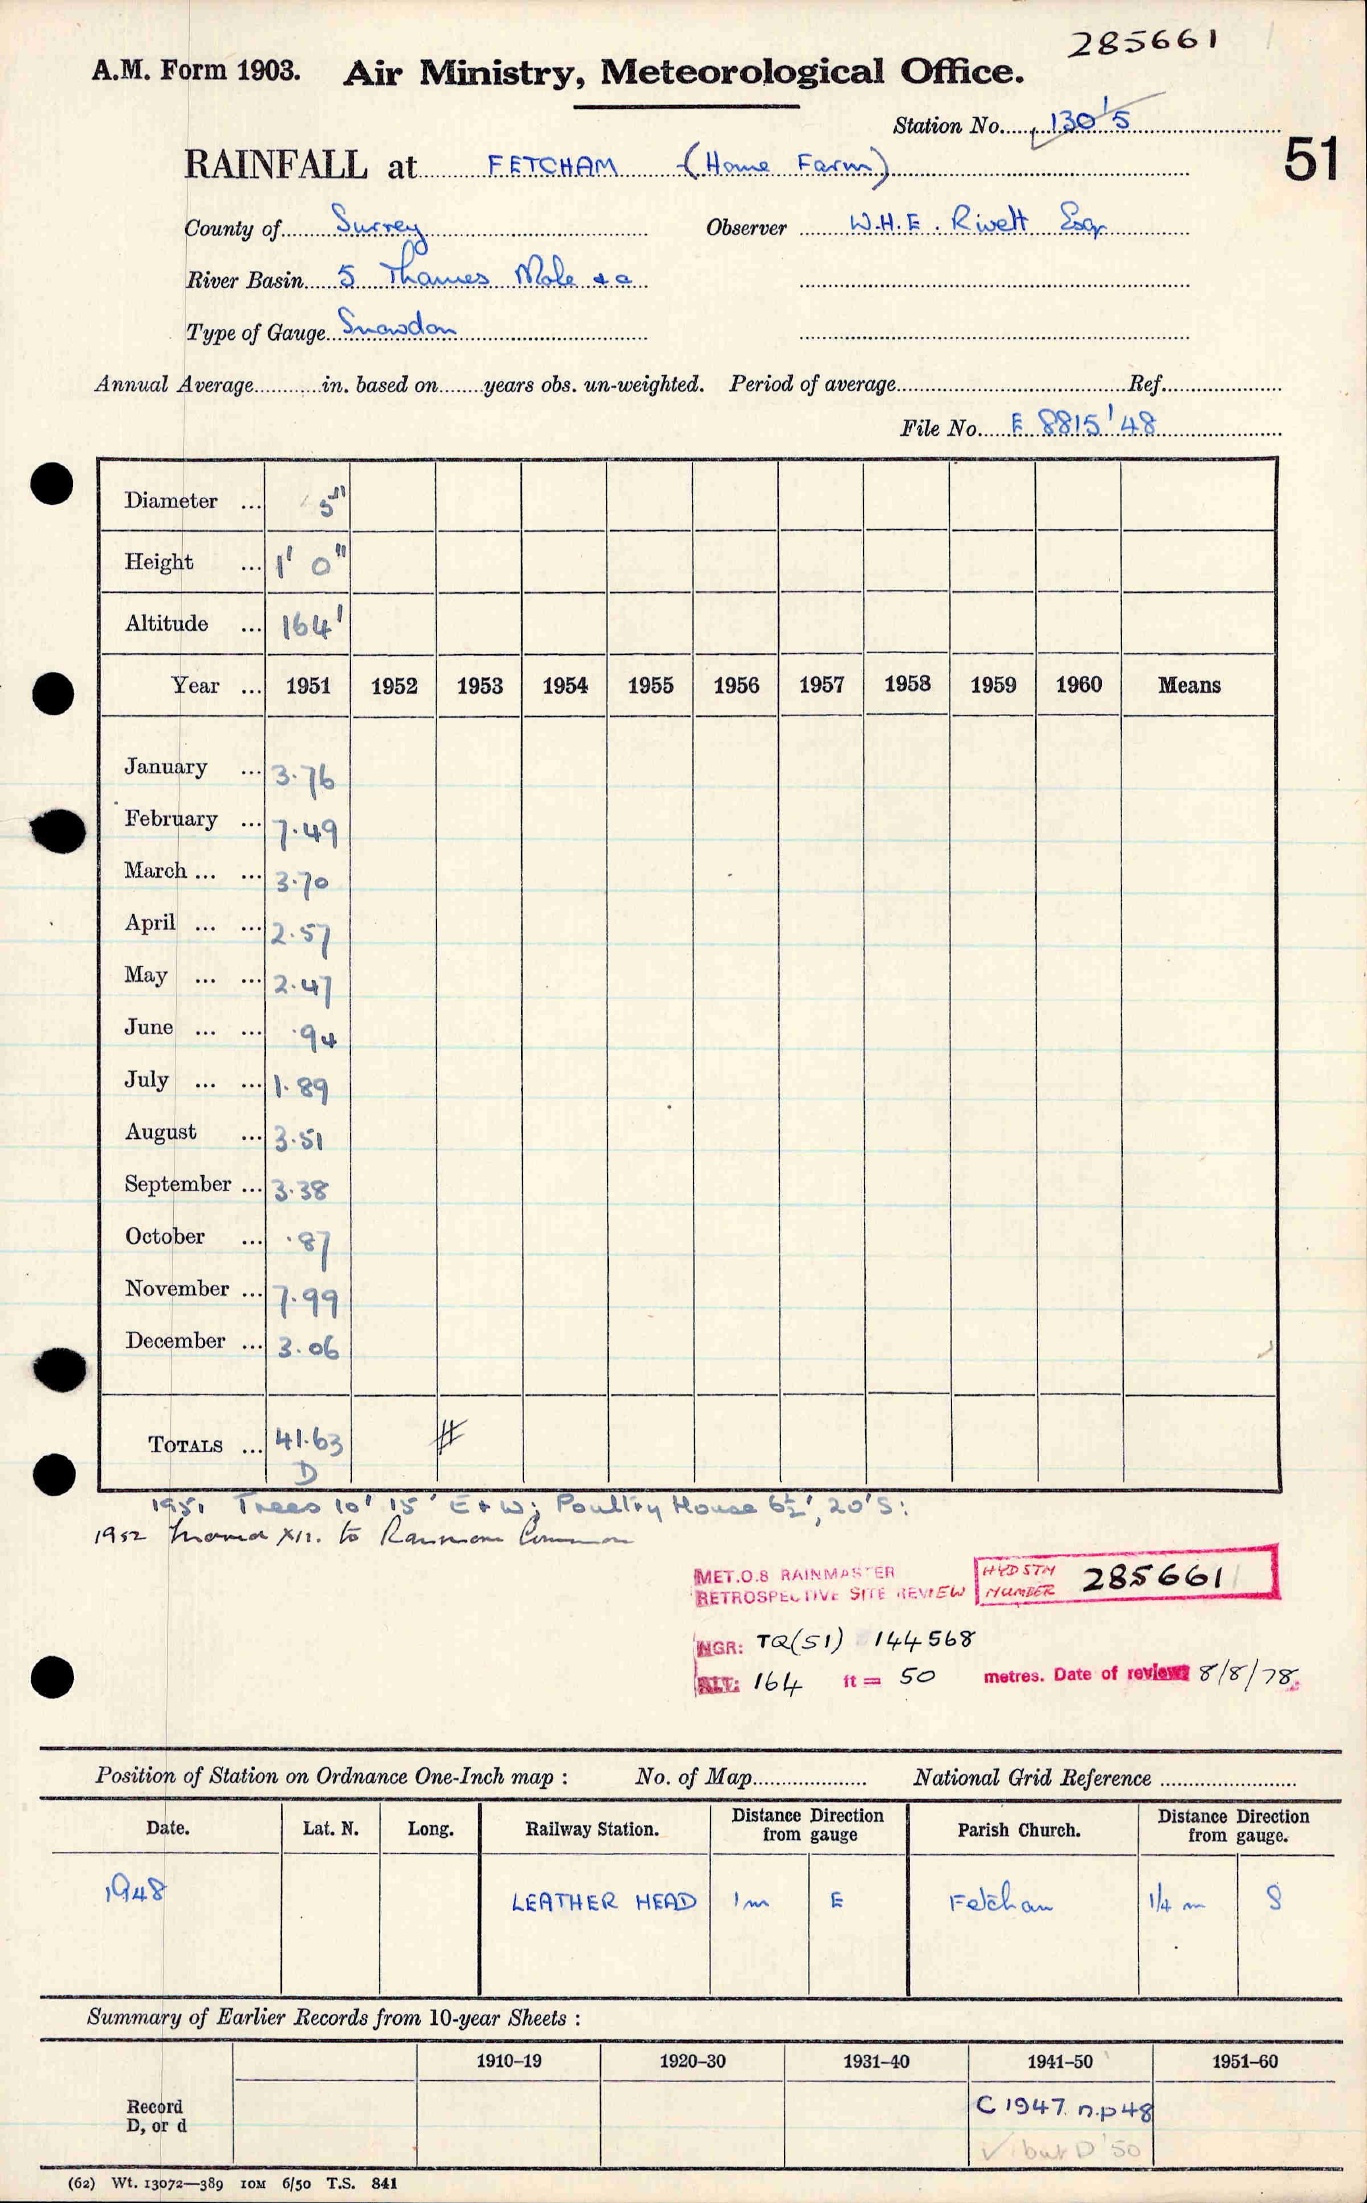 285661
A.M. Form 1903. Air Ministry, Meteorological Office.
Station No. 130'5
51
RAINFALL at FETCHAM (Home Farm)
County of Surrey Observer W.H.E. Rivett Esqr
River Basin 5 Thames Mole & a
Type of Gauge Snowdon
Annual Average in. based on years obs. un-weighted. Period of average Ref.
File No. E 8815'48
Diameter ... 5"
Height ... 1' 0"
Altitude ... 164'
Year ... 1951 1952 1953 1954 1955 1956 1957 1958 1959 1960 Means
January ... 3.76
February ... 7.49
March ... ... 3.70
April ... ... 2.57
May ... ... 2.47
June ... ... .94
July ... ... 1.89
August ... 3.51
September ... 3.38
October ... .87
November ... 7.99
December ... 3.06
TOTALS ... 41.63 #
D
1951 Trees 10' 15' E & W; Poultry House 6½', 20'S:
1952 Moved XII. to Ranmore Common
MET.O.8 RAINMASTER
RETROSPECTIVE SITE REVIEW
HYDSTN NUMBER 285661
NGR: TQ(51) 144568
ALT: 164 ft = 50 metres. Date of review 8/8/78
Position of Station on Ordnance One-Inch map : No. of Map National Grid Reference
Date. Lat. N. Long. Railway Station. Distance Direction from gauge Parish Church. Distance Direction from gauge.
1948 LEATHER HEAD 1m E Fetcham 1/4 m S
Summary of Earlier Records from 10-year Sheets :
1910–19 1920–30 1931–40 1941–50 1951–60
Record
D, or d
C 1947 n.p 48
✓ but D '50
(62) Wt. 13072—389 10M 6/50 T.S. 841